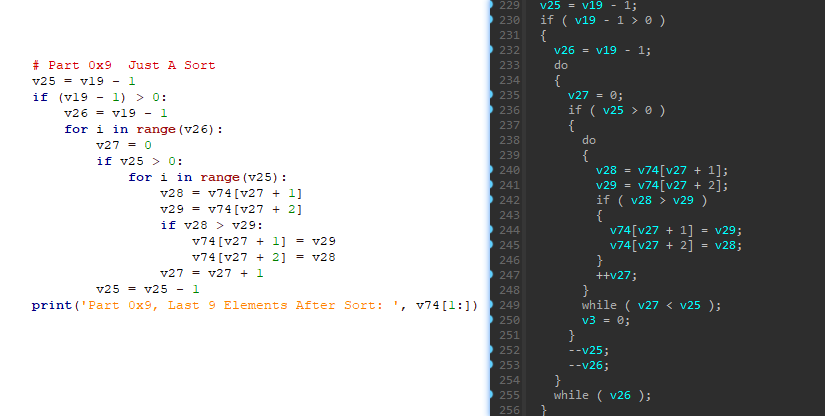 # Part 0x9  Just A Sort
v25 = v19 - 1
if (v19 - 1) > 0:
    v26 = v19 - 1
    for i in range(v26):
        v27 = 0
        if v25 > 0:
            for i in range(v25):
                v28 = v74[v27 + 1]
                v29 = v74[v27 + 2]
                if v28 > v29:
                    v74[v27 + 1] = v29
                    v74[v27 + 2] = v28
                v27 = v27 + 1
        v25 = v25 - 1
print('Part 0x9, Last 9 Elements After Sort: ', v74[1:])
229 v25 = v19 - 1;
230 if ( v19 - 1 > 0 )
231 {
232   v26 = v19 - 1;
233   do
234   {
235     v27 = 0;
236     if ( v25 > 0 )
237     {
238       do
239       {
240         v28 = v74[v27 + 1];
241         v29 = v74[v27 + 2];
242         if ( v28 > v29 )
243         {
244           v74[v27 + 1] = v29;
245           v74[v27 + 2] = v28;
246         }
247         ++v27;
248       }
249       while ( v27 < v25 );
250       v3 = 0;
251     }
252     --v25;
253     --v26;
254   }
255   while ( v26 );
256 }